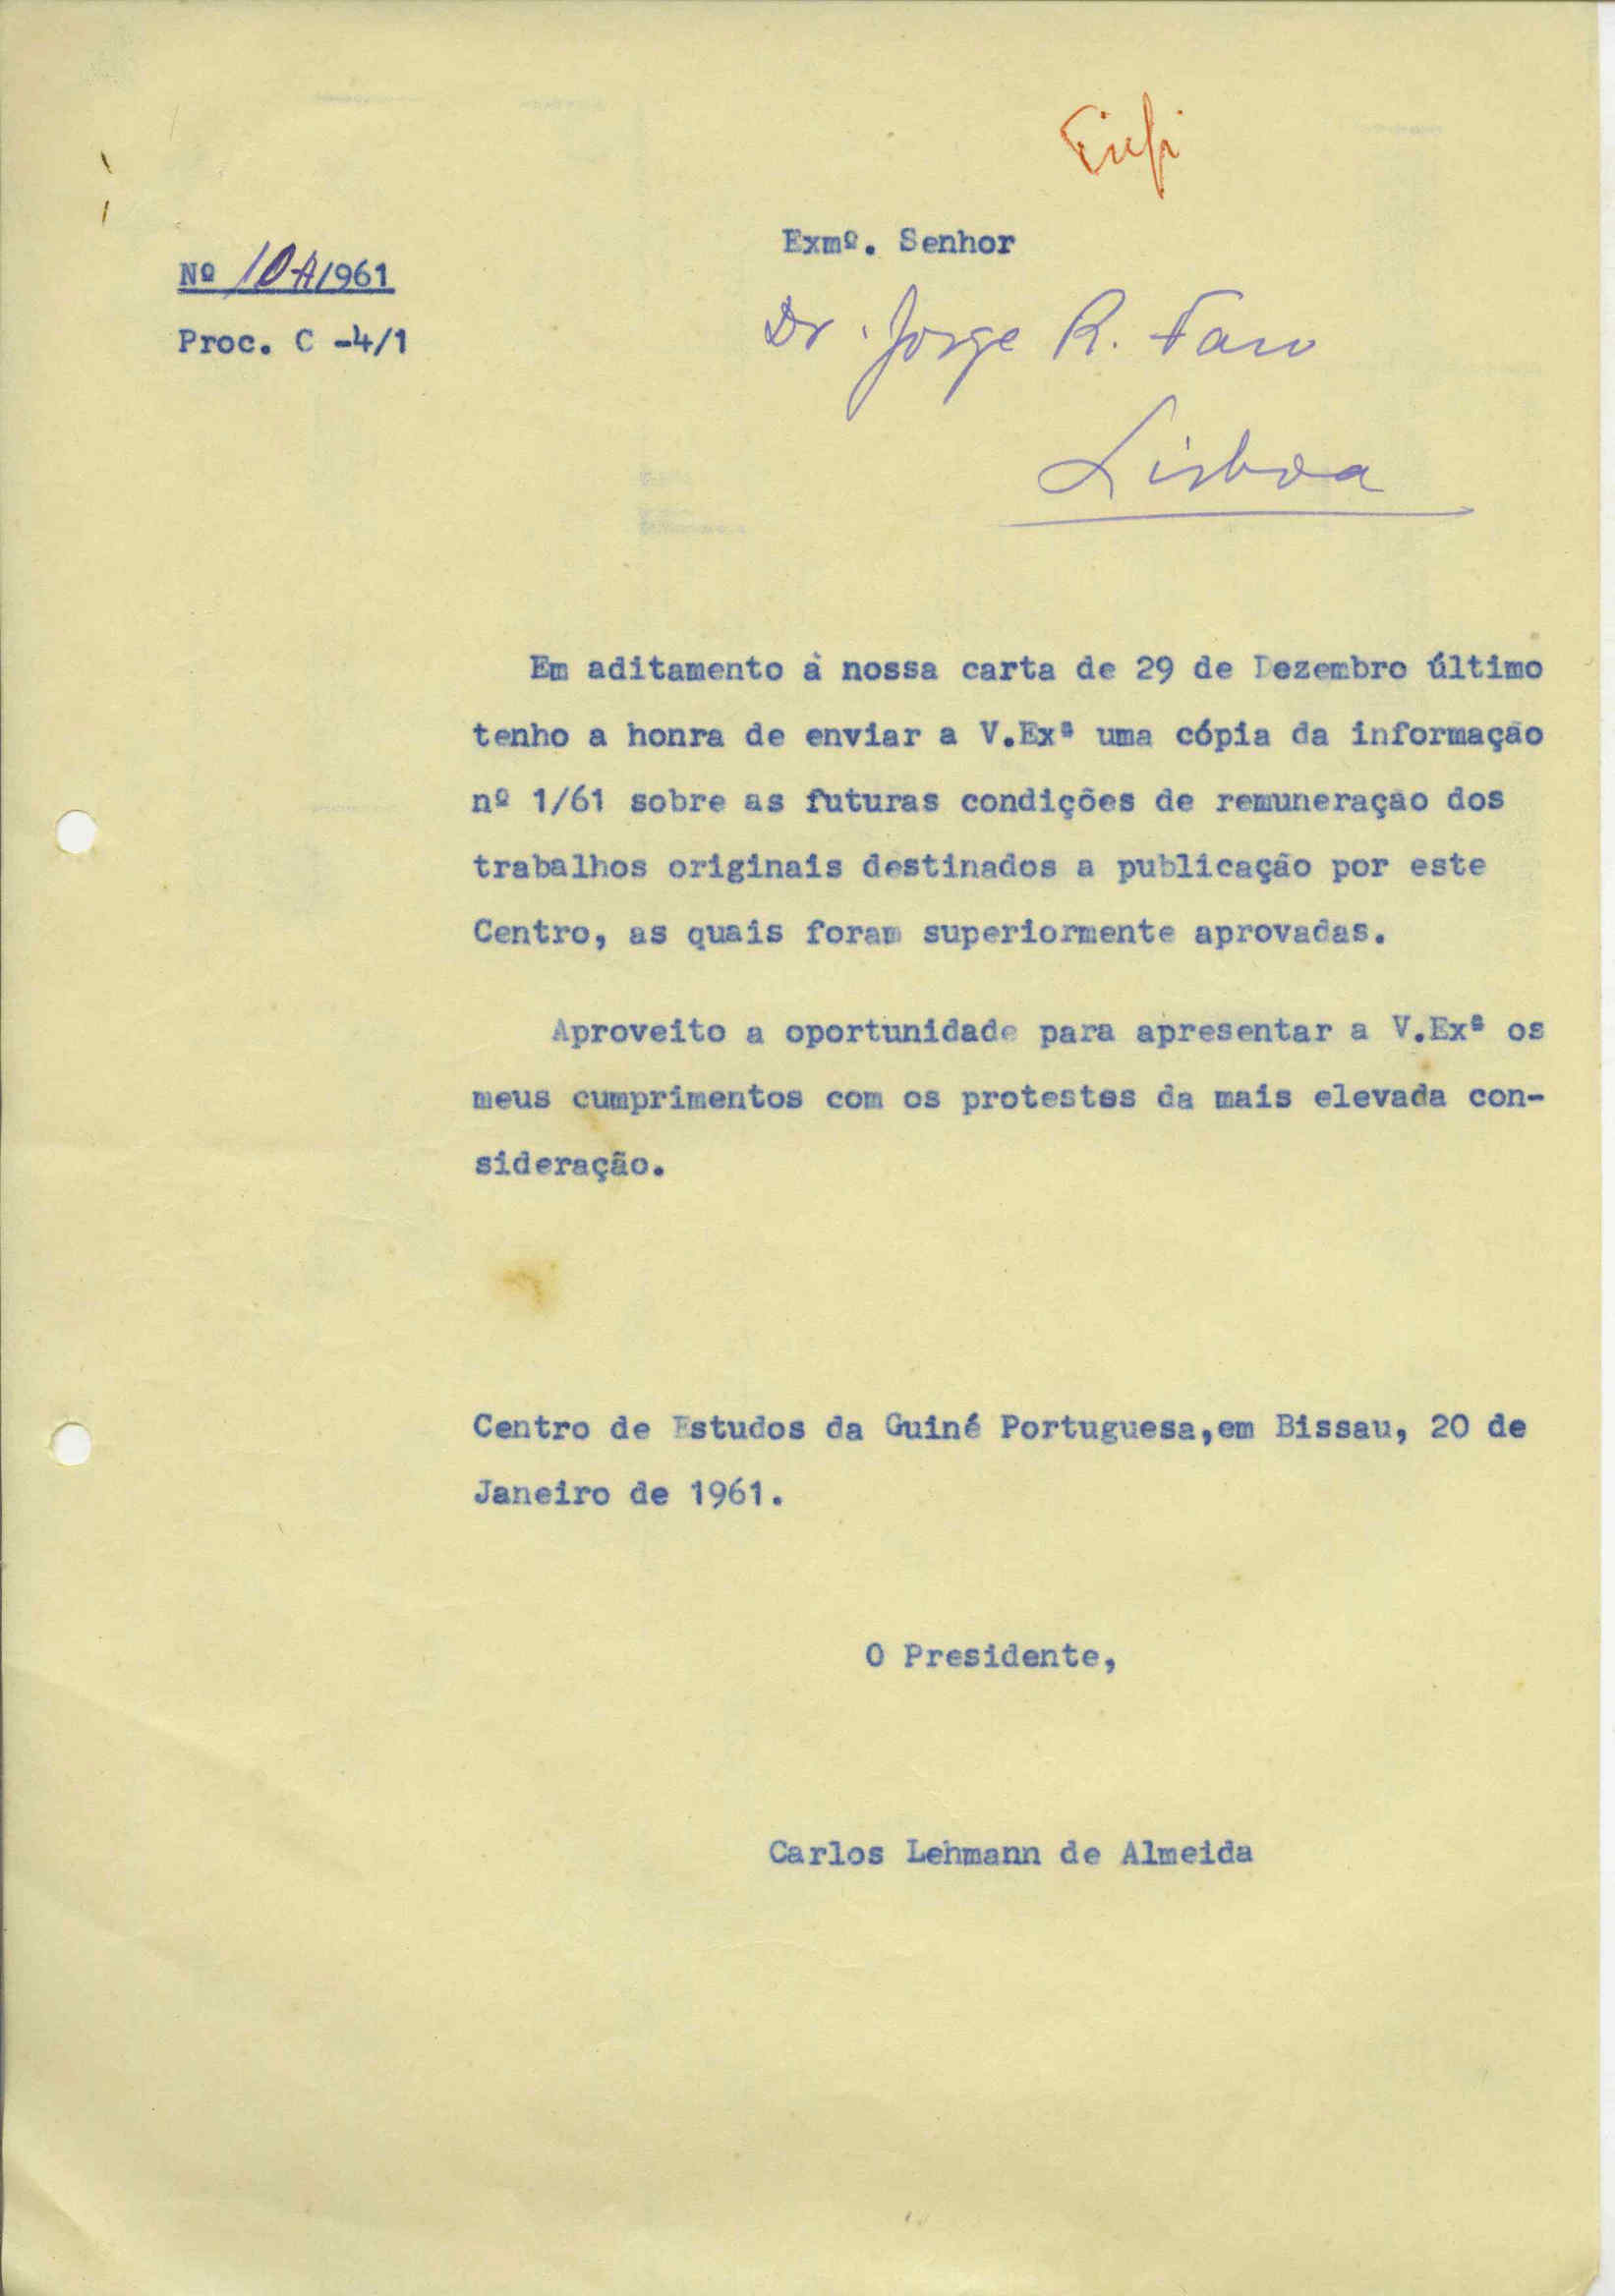 Exmº. Senhor
Nº 10-A/1961
Dr. Jorge R. Faro
Proc. C -4/1
Lisboa
Em aditamento à nossa carta de 29 de Dezembro último
tenho a honra de enviar a V.Exª uma cópia da informação
nº 1/61 sobre as futuras condições de remuneração dos
trabalhos originais destinados a publicação por este
Centro, as quais foram superiormente aprovadas.
Aproveito a oportunidade para apresentar a V.Exª os
meus cumprimentos com os protestos da mais elevada con-
sideração.
Centro de Estudos da Guiné Portuguesa,em Bissau, 20 de
Janeiro de 1961.
O Presidente,
Carlos Lehmann de Almeida